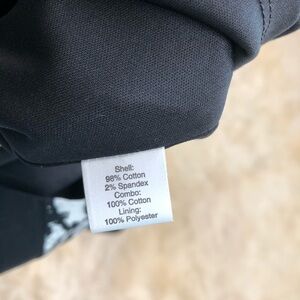 Shell:
98% Cotton
2% Spandex
Combo:
100% Cotton
Lining:
100% Polyester